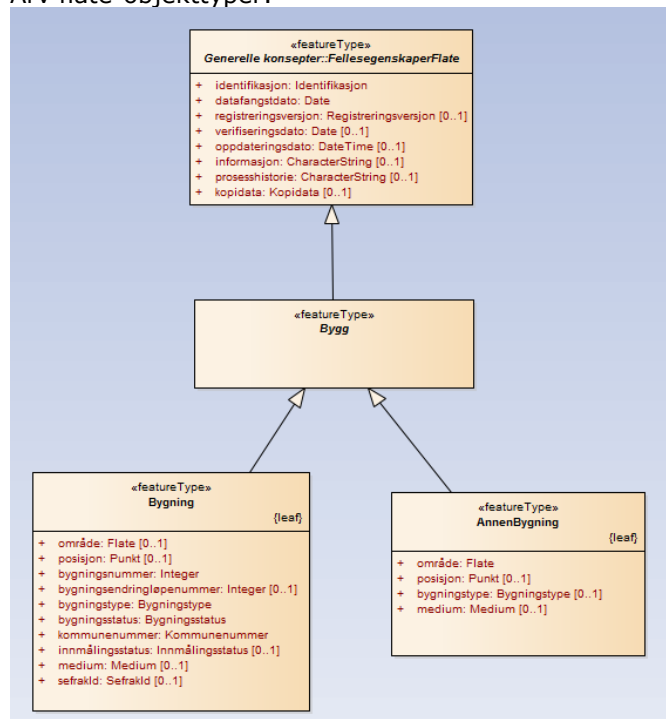 Arv flate-objekttyper:
«featureType»
Generelle konsepter::FellesegenskaperFlate
+ identifikasjon: Identifikasjon
+ datafangstdato: Date
+ registreringsversjon: Registreringsversjon [0..1]
+ verifiseringsdato: Date [0..1]
+ oppdateringsdato: DateTime [0..1]
+ informasjon: CharacterString [0..1]
+ prosesshistorie: CharacterString [0..1]
+ kopidata: Kopidata [0..1]
«featureType»
Bygg
«featureType»
Bygning
{leaf}
+ område: Flate [0..1]
+ posisjon: Punkt [0..1]
+ bygningsnummer: Integer
+ bygningsendringløpenummer: Integer [0..1]
+ bygningstype: Bygningstype
+ bygningsstatus: Bygningsstatus
+ kommunenummer: Kommunenummer
+ innmålingsstatus: Innmålingsstatus [0..1]
+ medium: Medium [0..1]
+ sefrakId: SefrakId [0..1]
«featureType»
AnnenBygning
{leaf}
+ område: Flate
+ posisjon: Punkt [0..1]
+ bygningstype: Bygningstype [0..1]
+ medium: Medium [0..1]